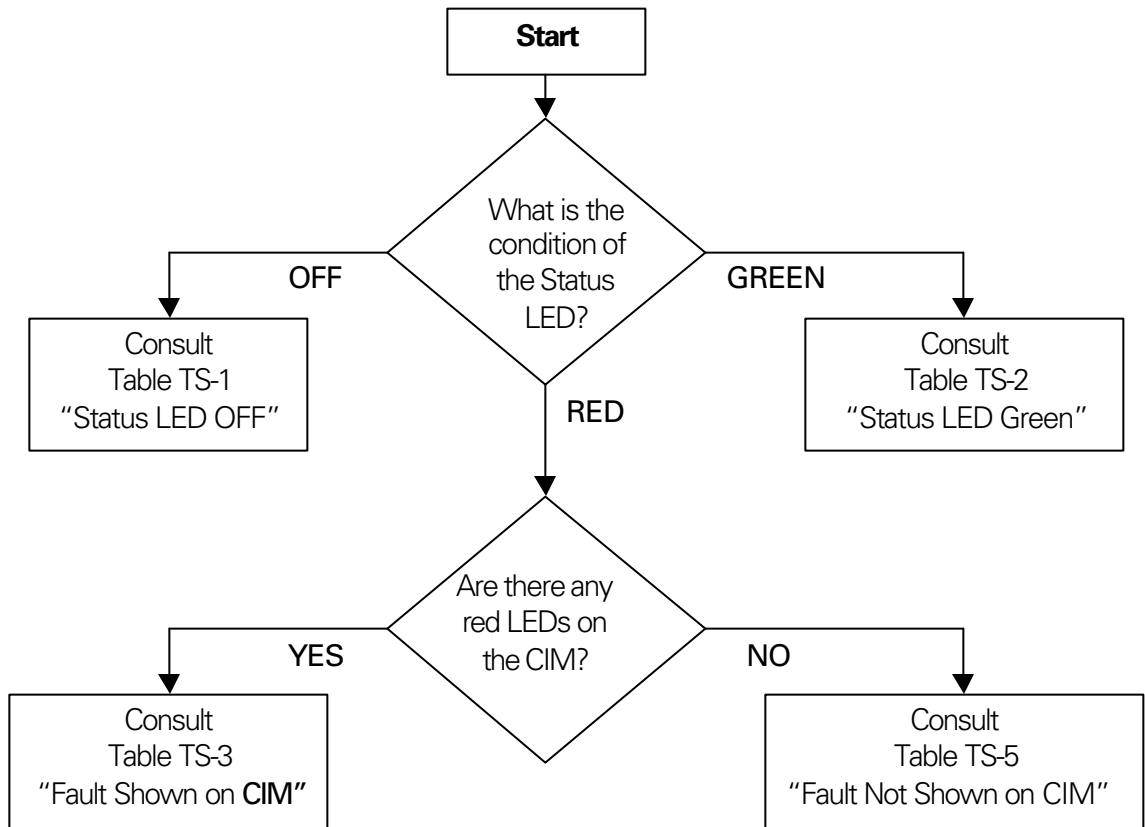 Start
What is the
condition of
the Status
LED?
OFF
GREEN
Consult
Table TS-1
“Status LED OFF”
Consult
Table TS-2
“Status LED Green”
RED
Are there any
red LEDs on
the CIM?
YES
NO
Consult
Table TS-3
“Fault Shown on CIM”
Consult
Table TS-5
“Fault Not Shown on CIM”